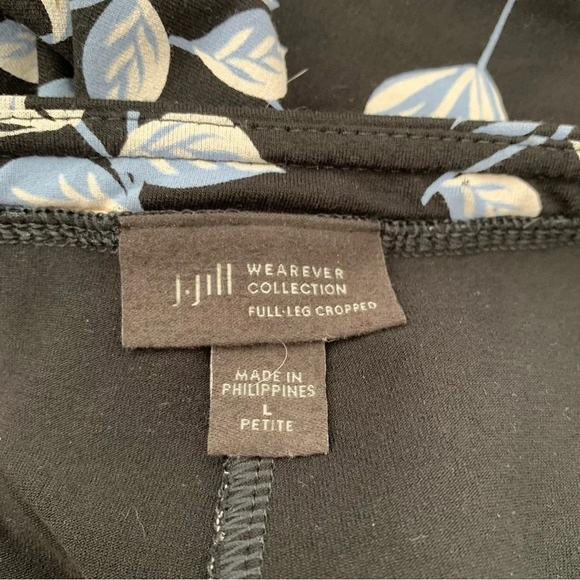 j.jill WEAREVER
COLLECTION
FULL-LEG CROPPED
MADE IN
PHILIPPINES
L
PETITE